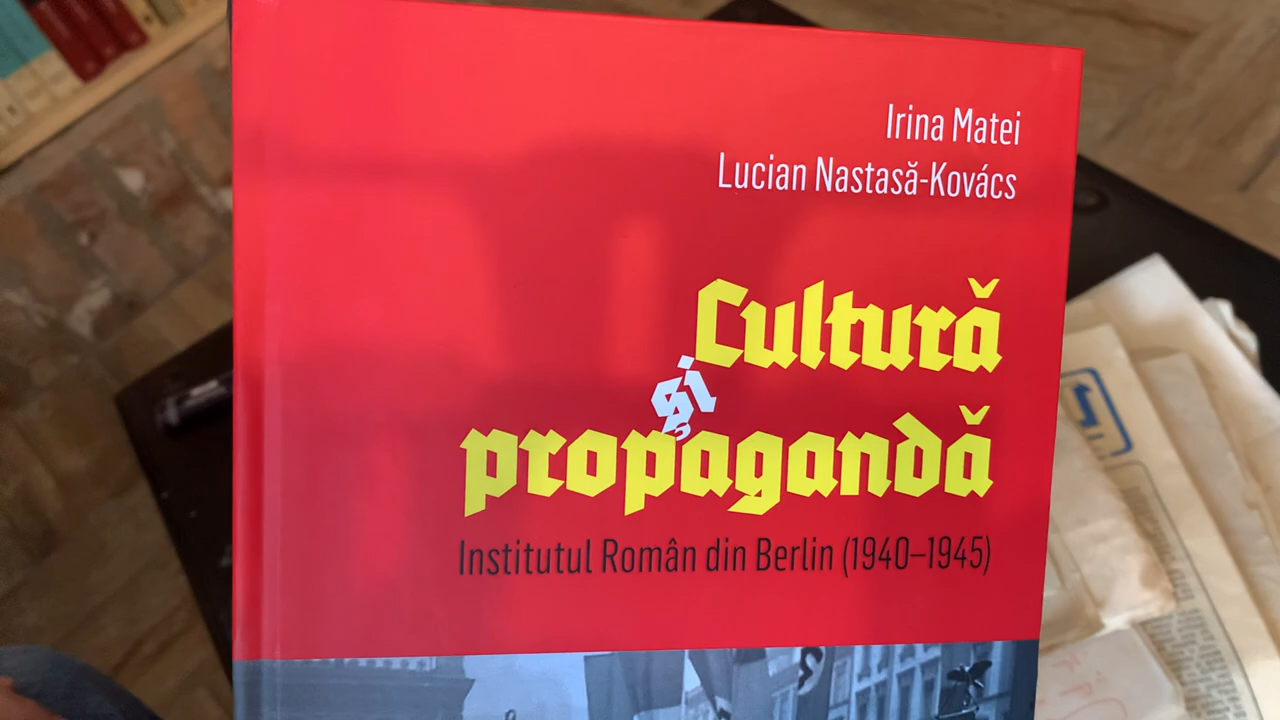 Irina Matei
Lucian Nastasă-Kovács
Cultură
și
propagandă
Institutul Român din Berlin (1940–1945)